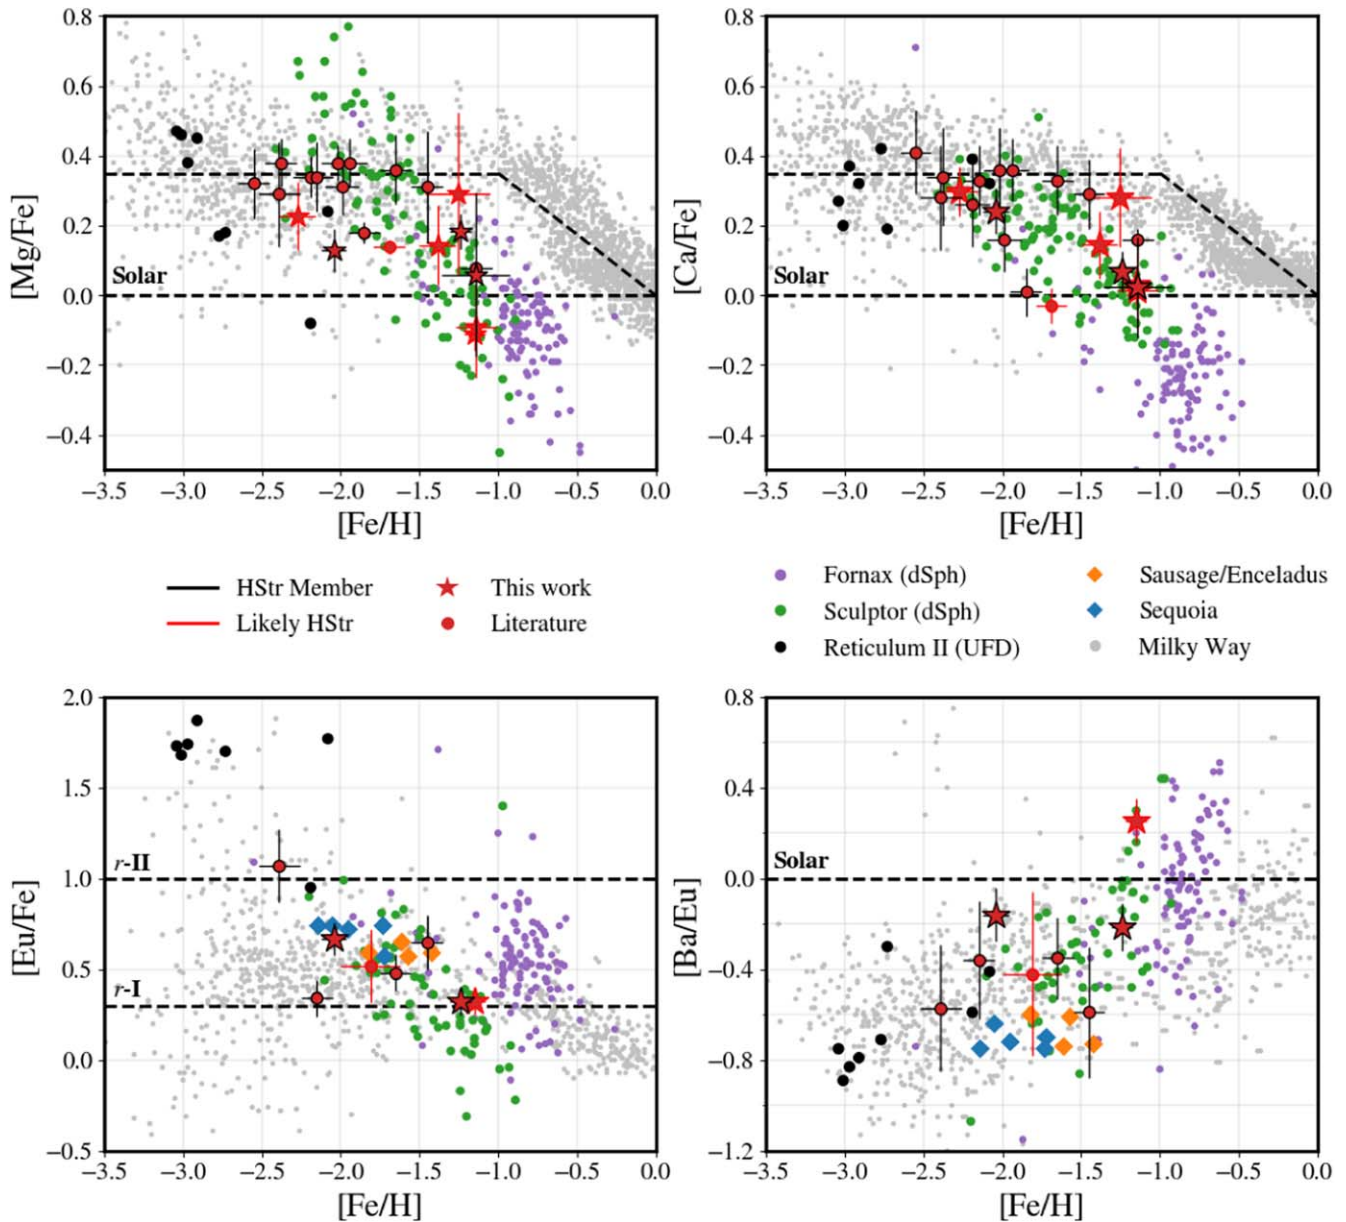 0.8
0.6
0.4
0.2
0.0
−0.2
−0.4
[Mg/Fe]
Solar
−3.5 −3.0 −2.5 −2.0 −1.5 −1.0 −0.5 0.0
[Fe/H]
0.8
0.6
0.4
0.2
0.0
−0.2
−0.4
[Ca/Fe]
Solar
−3.5 −3.0 −2.5 −2.0 −1.5 −1.0 −0.5 0.0
[Fe/H]
HStr Member
Likely HStr
This work
Literature
Fornax (dSph)
Sculptor (dSph)
Reticulum II (UFD)
Sausage/Enceladus
Sequoia
Milky Way
2.0
1.5
1.0
0.5
0.0
−0.5
[Eu/Fe]
r-II
r-I
−3.5 −3.0 −2.5 −2.0 −1.5 −1.0 −0.5 0.0
[Fe/H]
0.8
0.4
0.0
−0.4
−0.8
−1.2
[Ba/Eu]
Solar
−3.5 −3.0 −2.5 −2.0 −1.5 −1.0 −0.5 0.0
[Fe/H]